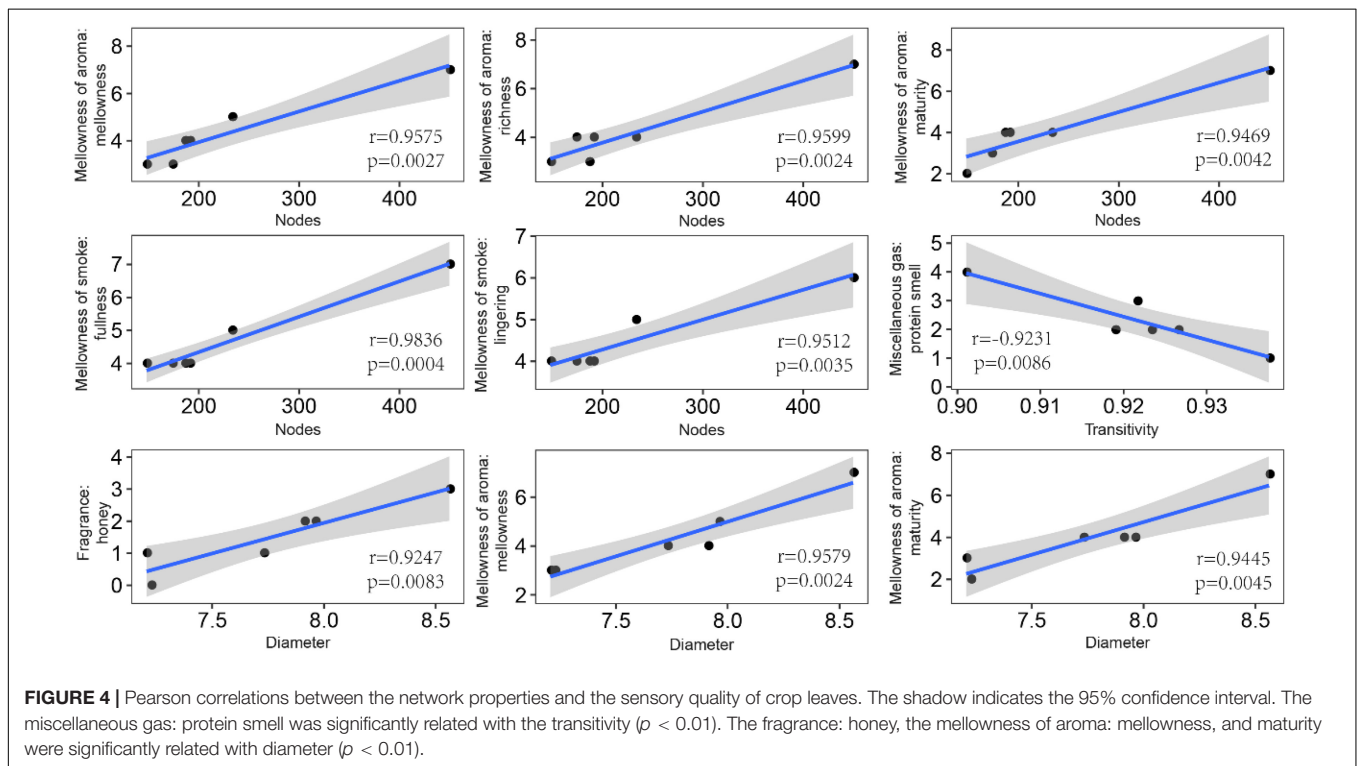 Mellowness of aroma:
mellowness
8
6
4
r=0.9575
p=0.0027
200
300
400
Nodes
Mellowness of aroma:
richness
8
6
4
r=0.9599
p=0.0024
200
300
400
Nodes
Mellowness of aroma:
maturity
8
6
4
2
r=0.9469
p=0.0042
200
300
400
Nodes
Mellowness of smoke:
fullness
7
6
5
4
r=0.9836
p=0.0004
200
300
400
Nodes
Mellowness of smoke:
lingering
7
6
5
4
r=0.9512
p=0.0035
200
300
400
Nodes
Miscellaneous gas:
protein smell
5
4
3
2
1
0
r=-0.9231
p=0.0086
0.90
0.91
0.92
0.93
Transitivity
Fragrance:
honey
4
3
2
1
0
r=0.9247
p=0.0083
7.5
8.0
8.5
Diameter
Mellowness of aroma:
mellowness
6
4
2
r=0.9579
p=0.0024
7.5
8.0
8.5
Diameter
Mellowness of aroma:
maturity
8
6
4
2
r=0.9445
p=0.0045
7.5
8.0
8.5
Diameter
FIGURE 4 | Pearson correlations between the network properties and the sensory quality of crop leaves. The shadow indicates the 95% confidence interval. The
miscellaneous gas: protein smell was significantly related with the transitivity (p < 0.01). The fragrance: honey, the mellowness of aroma: mellowness, and maturity
were significantly related with diameter (p < 0.01).